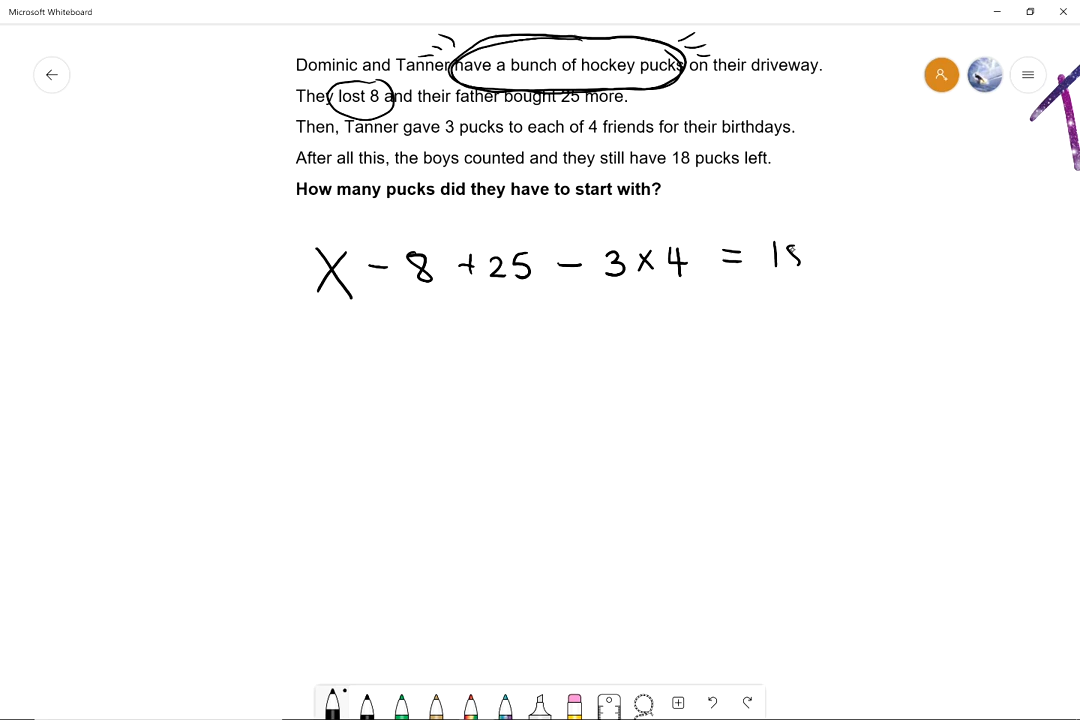 Microsoft Whiteboard
Dominic and Tanner have a bunch of hockey pucks on their driveway.
They lost 8 and their father bought 25 more.
Then, Tanner gave 3 pucks to each of 4 friends for their birthdays.
After all this, the boys counted and they still have 18 pucks left.
How many pucks did they have to start with?
X - 8 + 25 - 3 x 4 = 18